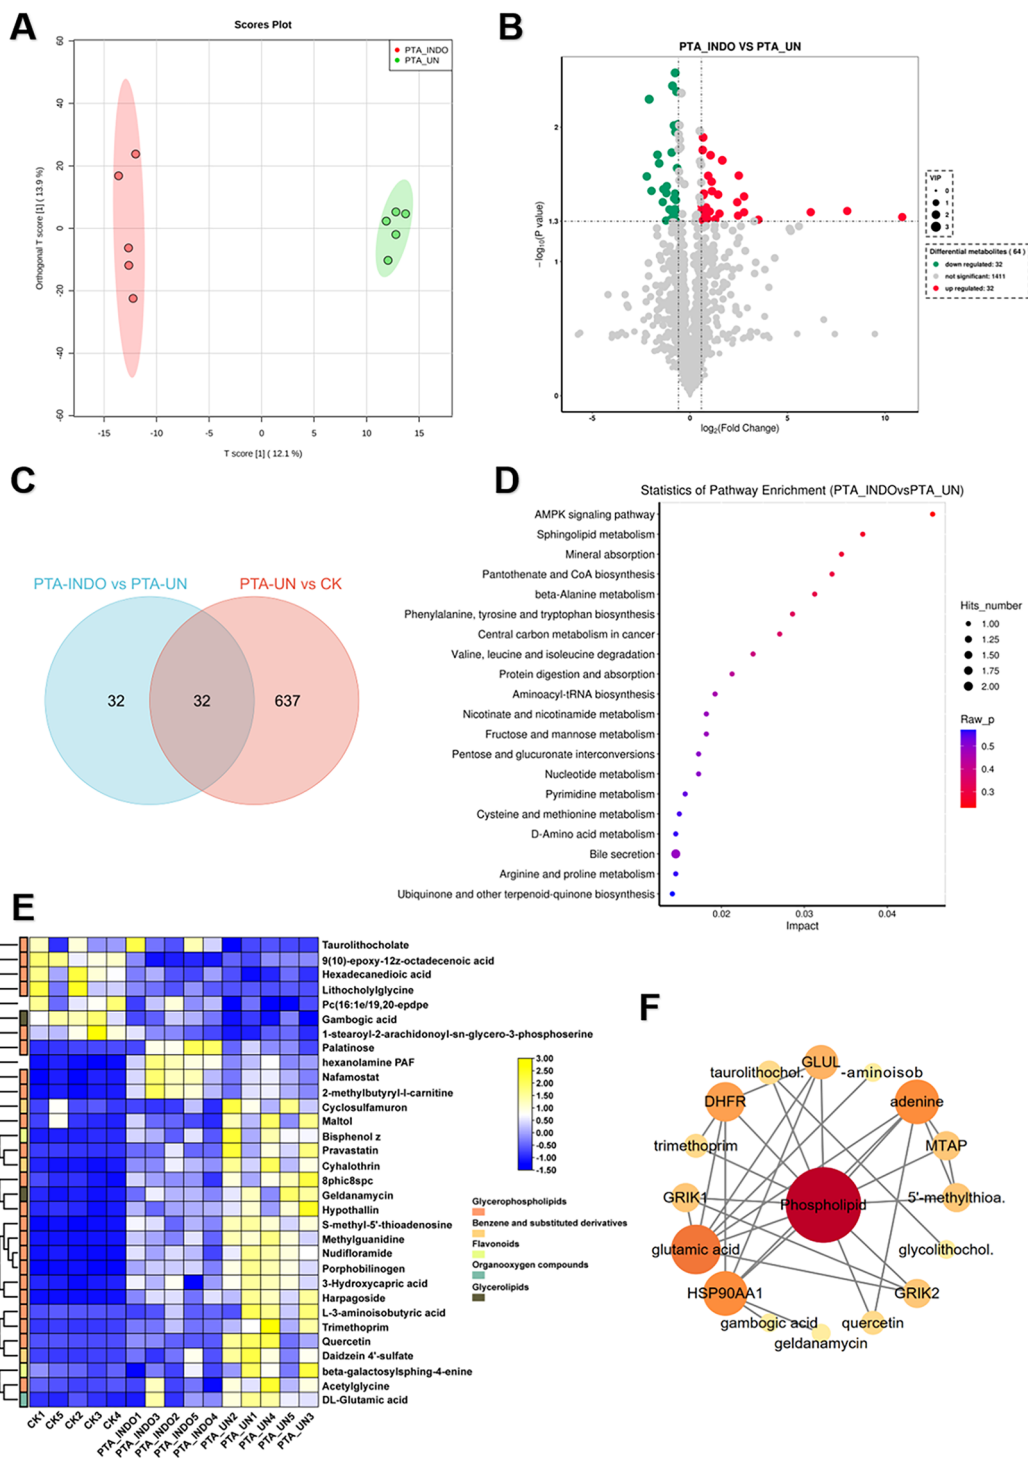 A
Scores Plot
PTA_INDO
PTA_UN
60
40
20
0
-20
-40
-60
Orthogonal T score [1] ( 13.9 %)
-15
-10
-5
0
5
10
15
T score [1] ( 12.1 %)
B
PTA_INDO VS PTA_UN
2
1.3
1
0
−log10(P value)
-5
0
5
10
log2(Fold Change)
VIP
0
1
2
3
Differential metabolites ( 64 )
down regulated: 32
not significant: 1411
up regulated: 32
C
PTA-INDO vs PTA-UN
PTA-UN vs CK
32
32
637
D
Statistics of Pathway Enrichment (PTA_INDOvsPTA_UN)
AMPK signaling pathway
Sphingolipid metabolism
Mineral absorption
Pantothenate and CoA biosynthesis
beta-Alanine metabolism
Phenylalanine, tyrosine and tryptophan biosynthesis
Central carbon metabolism in cancer
Valine, leucine and isoleucine degradation
Protein digestion and absorption
Aminoacyl-tRNA biosynthesis
Nicotinate and nicotinamide metabolism
Fructose and mannose metabolism
Pentose and glucuronate interconversions
Nucleotide metabolism
Pyrimidine metabolism
Cysteine and methionine metabolism
D-Amino acid metabolism
Bile secretion
Arginine and proline metabolism
Ubiquinone and other terpenoid-quinone biosynthesis
0.02
0.03
0.04
Impact
Hits_number
1.00
1.25
1.50
1.75
2.00
Raw_p
0.5
0.4
0.3
E
Taurolithocholate
9(10)-epoxy-12z-octadecenoic acid
Hexadecanedioic acid
Lithocholylglycine
Pc(16:1e/19,20-epdpe
Gambogic acid
1-stearoyl-2-arachidonoyl-sn-glycero-3-phosphoserine
Palatinose
hexanolamine PAF
Nafamostat
2-methylbutyryl-l-carnitine
Cyclosulfamuron
Maltol
Bisphenol z
Pravastatin
Cyhalothrin
8phic8spc
Geldanamycin
Hypothallin
S-methyl-5'-thioadenosine
Methylguanidine
Nudifloramide
Porphobilinogen
3-Hydroxycapric acid
Harpagoside
L-3-aminoisobutyric acid
Trimethoprim
Quercetin
Daidzein 4'-sulfate
beta-galactosylsphing-4-enine
Acetylglycine
DL-Glutamic acid
CK1
CK5
CK2
CK3
CK4
PTA_INDO1
PTA_INDO3
PTA_INDO2
PTA_INDO5
PTA_INDO4
PTA_UN2
PTA_UN1
PTA_UN4
PTA_UN5
PTA_UN3
3.00
2.50
2.00
1.50
1.00
0.50
0.00
-0.50
-1.00
-1.50
Glycerophospholipids
Benzene and substituted derivatives
Flavonoids
Organooxygen compounds
Glycerolipids
F
GLUL
taurolithochol.
-aminoisob
DHFR
adenine
trimethoprim
MTAP
GRIK1
Phospholipid
5'-methylthioa.
glutamic acid
glycolithochol.
HSP90AA1
GRIK2
gambogic acid
quercetin
geldanamycin